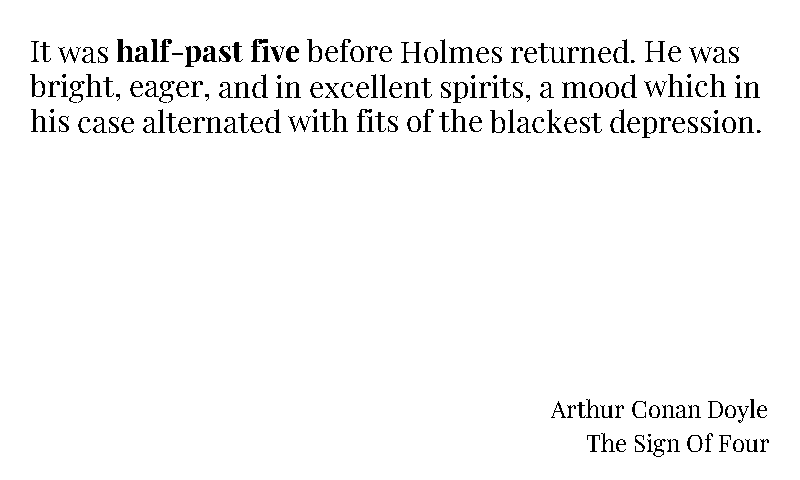 It was half-past five before Holmes returned. He was
bright, eager, and in excellent spirits, a mood which in
his case alternated with fits of the blackest depression.
Arthur Conan Doyle
The Sign Of Four